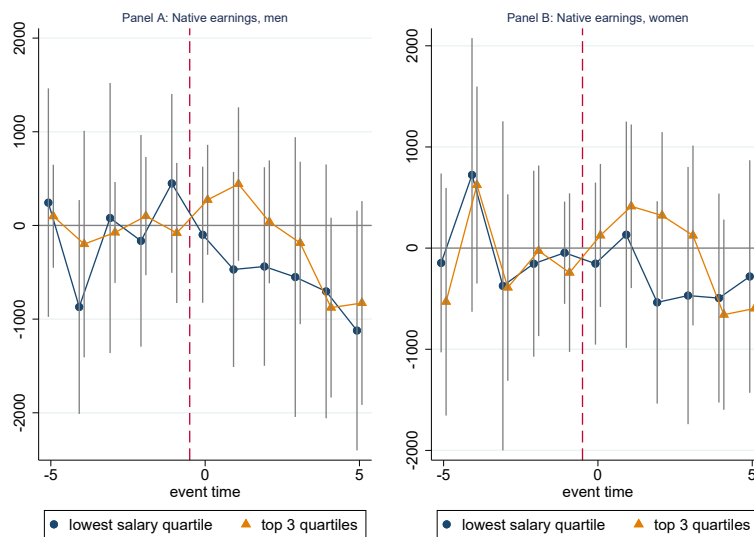 Panel A: Native earnings, men
2000
1000
0
-1000
-2000
-5
0
5
event time
lowest salary quartile
top 3 quartiles
Panel B: Native earnings, women
2000
1000
0
-1000
-2000
-5
0
5
event time
lowest salary quartile
top 3 quartiles